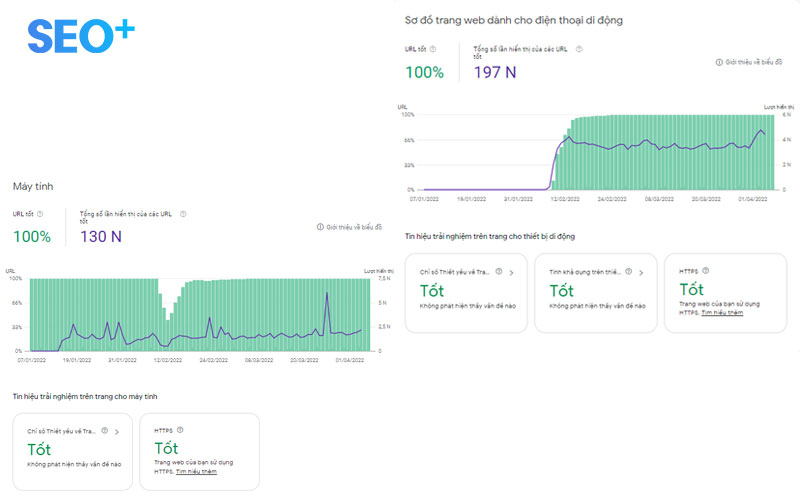 SEO+
Máy tính
URL tốt
100%
Tổng số lần hiển thị của các URL
tốt
130 N
Giới thiệu về biểu đồ
URL
Lượt hiển thị
100%
66%
33%
0%
7,5 N
5 N
2,5 N
0
07/01/2022
19/01/2022
31/01/2022
12/02/2022
24/02/2022
08/03/2022
20/03/2022
01/04/2022
Tín hiệu trải nghiệm trên trang cho máy tính
Chỉ số Thiết yếu về Tra...
Tốt
Không phát hiện thấy vấn đề nào
HTTPS
Tốt
Trang web của bạn sử dụng
HTTPS. Tìm hiểu thêm
Sơ đồ trang web dành cho điện thoại di động
URL tốt
100%
Tổng số lần hiển thị của các URL
tốt
197 N
Giới thiệu về biểu đồ
URL
Lượt hiển thị
100%
66%
33%
0%
6 N
4 N
2 N
0
07/01/2022
19/01/2022
31/01/2022
12/02/2022
24/02/2022
08/03/2022
20/03/2022
01/04/2022
Tín hiệu trải nghiệm trên trang cho thiết bị di động
Chỉ số Thiết yếu về Tra...
Tốt
Không phát hiện thấy vấn đề nào
Tính khả dụng trên thiế...
Tốt
Không phát hiện thấy vấn đề nào
HTTPS
Tốt
Trang web của bạn sử dụng
HTTPS. Tìm hiểu thêm